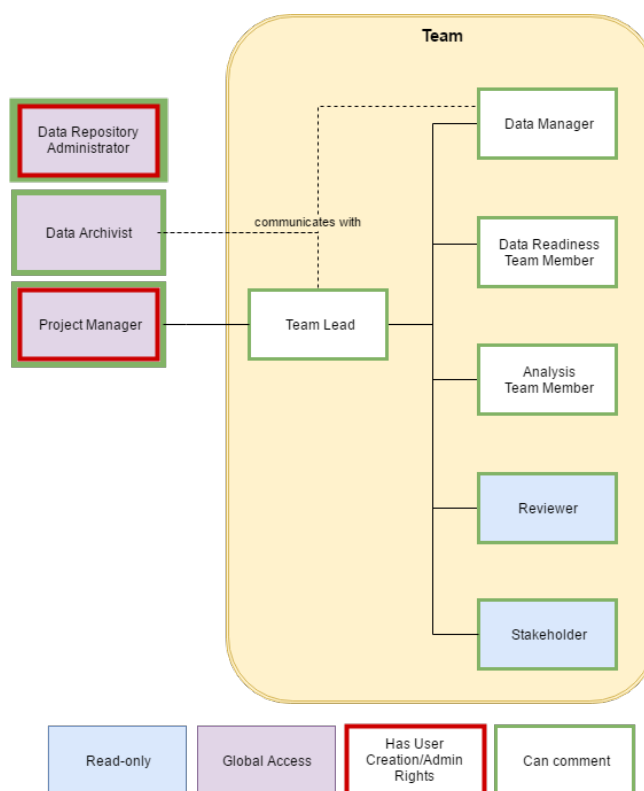 Team
Data Repository
Administrator
Data Manager
Data Archivist
communicates with
Data Readiness
Team Member
Project Manager
Team Lead
Analysis
Team Member
Reviewer
Stakeholder
Read-only
Global Access
Has User
Creation/Admin
Rights
Can comment